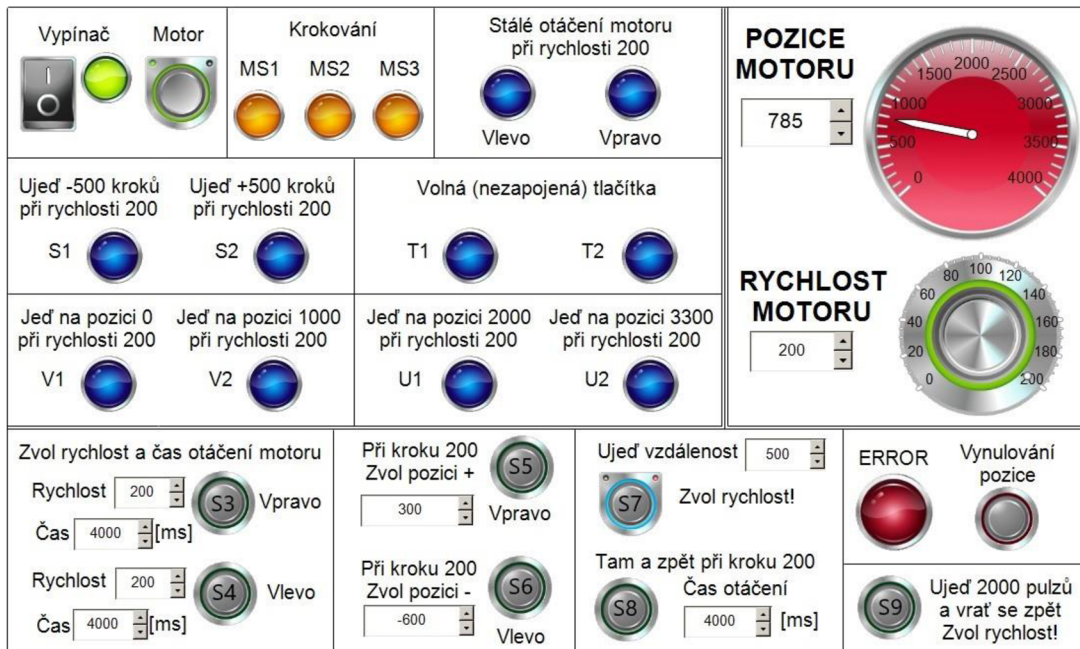 Vypínač
Motor
I
O
Krokování
MS1
MS2
MS3
Stálé otáčení motoru
při rychlosti 200
Vlevo
Vpravo
POZICE
MOTORU
785
0
500
1000
1500
2000
2500
3000
3500
4000
Ujeď -500 kroků
při rychlosti 200
S1
Ujeď +500 kroků
při rychlosti 200
S2
Volná (nezapojená) tlačítka
T1
T2
RYCHLOST
MOTORU
200
0
20
40
60
80
100
120
140
160
180
200
Jeď na pozici 0
při rychlosti 200
V1
Jeď na pozici 1000
při rychlosti 200
V2
Jeď na pozici 2000
při rychlosti 200
U1
Jeď na pozici 3300
při rychlosti 200
U2
Zvol rychlost a čas otáčení motoru
Rychlost 200 S3 Vpravo
Čas 4000 [ms]
Rychlost 200 S4 Vlevo
Čas 4000 [ms]
Při kroku 200
Zvol pozici +
300
S5
Vpravo
Při kroku 200
Zvol pozici -
-600
S6
Vlevo
Ujeď vzdálenost 500
S7 Zvol rychlost!
Tam a zpět při kroku 200
Čas otáčení
S8 4000 [ms]
ERROR
Vynulování
pozice
S9
Ujeď 2000 pulzů
a vrať se zpět
Zvol rychlost!